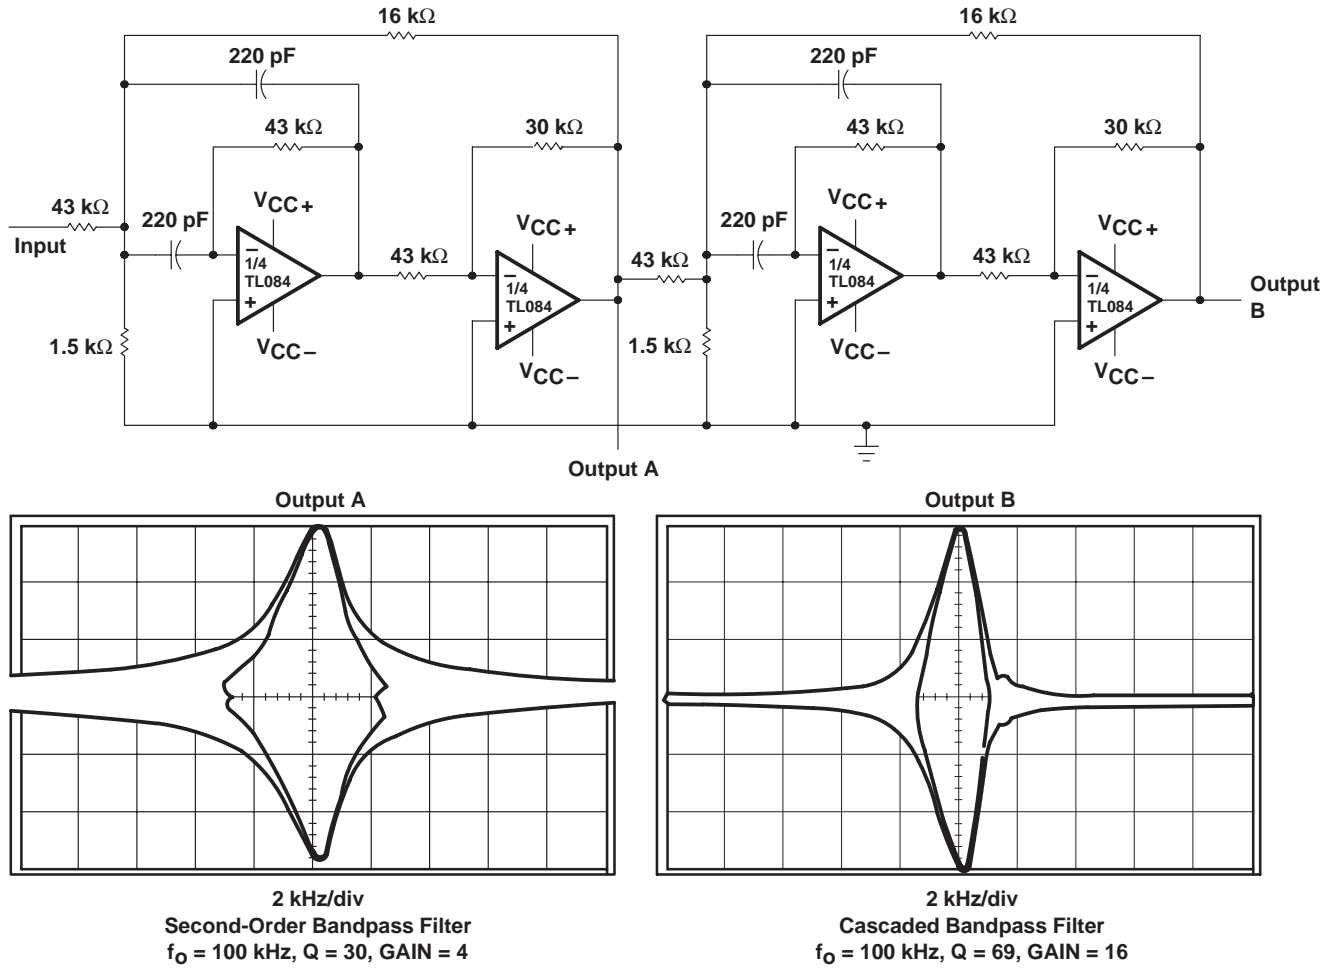 16 kΩ
16 kΩ
220 pF
220 pF
43 kΩ
30 kΩ
43 kΩ
30 kΩ
43 kΩ
Input
220 pF
VCC+
–
1/4
TL084
+
VCC–
1.5 kΩ
43 kΩ
VCC+
–
1/4
TL084
+
VCC–
43 kΩ
220 pF
VCC+
–
1/4
TL084
+
VCC–
1.5 kΩ
43 kΩ
VCC+
–
1/4
TL084
+
VCC–
Output
B
Output A
Output A
Output B
2 kHz/div
Second-Order Bandpass Filter
fo = 100 kHz, Q = 30, GAIN = 4
2 kHz/div
Cascaded Bandpass Filter
fo = 100 kHz, Q = 69, GAIN = 16